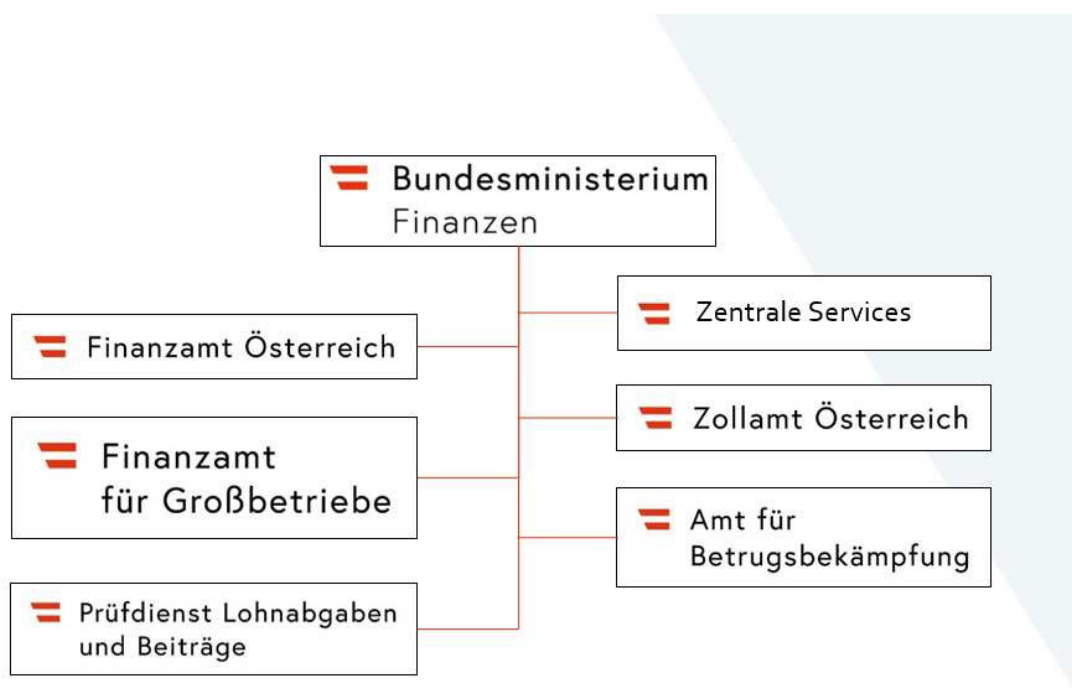 Bundesministerium
Finanzen
Finanzamt Österreich
Finanzamt
für Großbetriebe
Prüfdienst Lohnabgaben
und Beiträge
Zentrale Services
Zollamt Österreich
Amt für
Betrugsbekämpfung